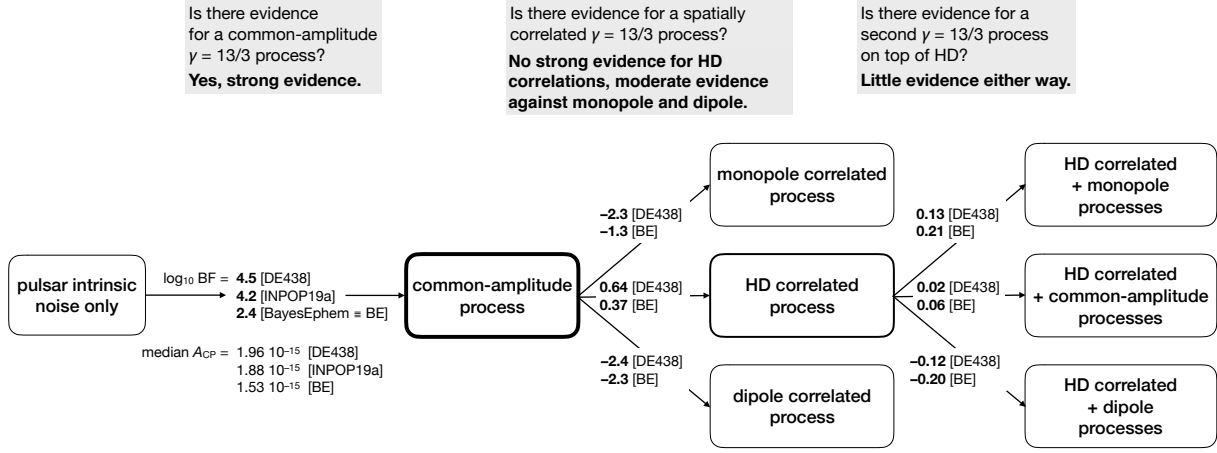 Is there evidence
for a common-amplitude
γ = 13/3 process?
Yes, strong evidence.
Is there evidence for a spatially
correlated γ = 13/3 process?
No strong evidence for HD
correlations, moderate evidence
against monopole and dipole.
Is there evidence for a
second γ = 13/3 process
on top of HD?
Little evidence either way.
pulsar intrinsic
noise only
log₁₀ BF = 4.5 [DE438]
4.2 [INPOP19a]
2.4 [BayesEphem ≡ BE]
median A_CP = 1.96 10⁻¹⁵ [DE438]
1.88 10⁻¹⁵ [INPOP19a]
1.53 10⁻¹⁵ [BE]
common-amplitude
process
−2.3 [DE438]
−1.3 [BE]
0.64 [DE438]
0.37 [BE]
−2.4 [DE438]
−2.3 [BE]
monopole correlated
process
HD correlated
process
dipole correlated
process
0.13 [DE438]
0.21 [BE]
0.02 [DE438]
0.06 [BE]
−0.12 [DE438]
−0.20 [BE]
HD correlated
+ monopole
processes
HD correlated
+ common-amplitude
processes
HD correlated
+ dipole
processes